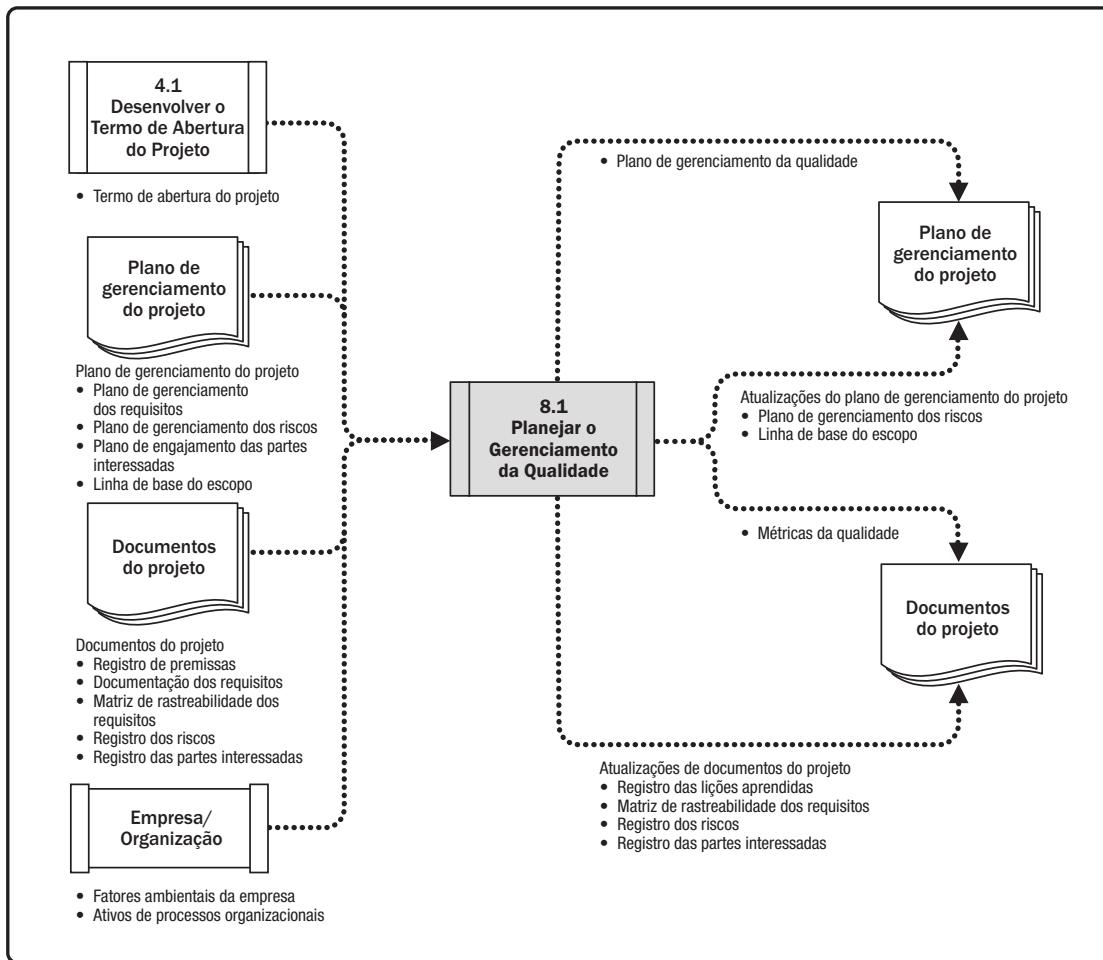 4.1
Desenvolver o
Termo de Abertura
do Projeto
• Termo de abertura do projeto
Plano de
gerenciamento
do projeto
Plano de gerenciamento do projeto
• Plano de gerenciamento
dos requisitos
• Plano de gerenciamento dos riscos
• Plano de engajamento das partes
interessadas
• Linha de base do escopo
Documentos
do projeto
Documentos do projeto
• Registro de premissas
• Documentação dos requisitos
• Matriz de rastreabilidade dos
requisitos
• Registro dos riscos
• Registro das partes interessadas
Empresa/
Organização
• Fatores ambientais da empresa
• Ativos de processos organizacionais
8.1
Planejar o
Gerenciamento
da Qualidade
• Plano de gerenciamento da qualidade
Plano de
gerenciamento
do projeto
Atualizações do plano de gerenciamento do projeto
• Plano de gerenciamento dos riscos
• Linha de base do escopo
• Métricas da qualidade
Documentos
do projeto
Atualizações de documentos do projeto
• Registro das lições aprendidas
• Matriz de rastreabilidade dos requisitos
• Registro dos riscos
• Registro das partes interessadas